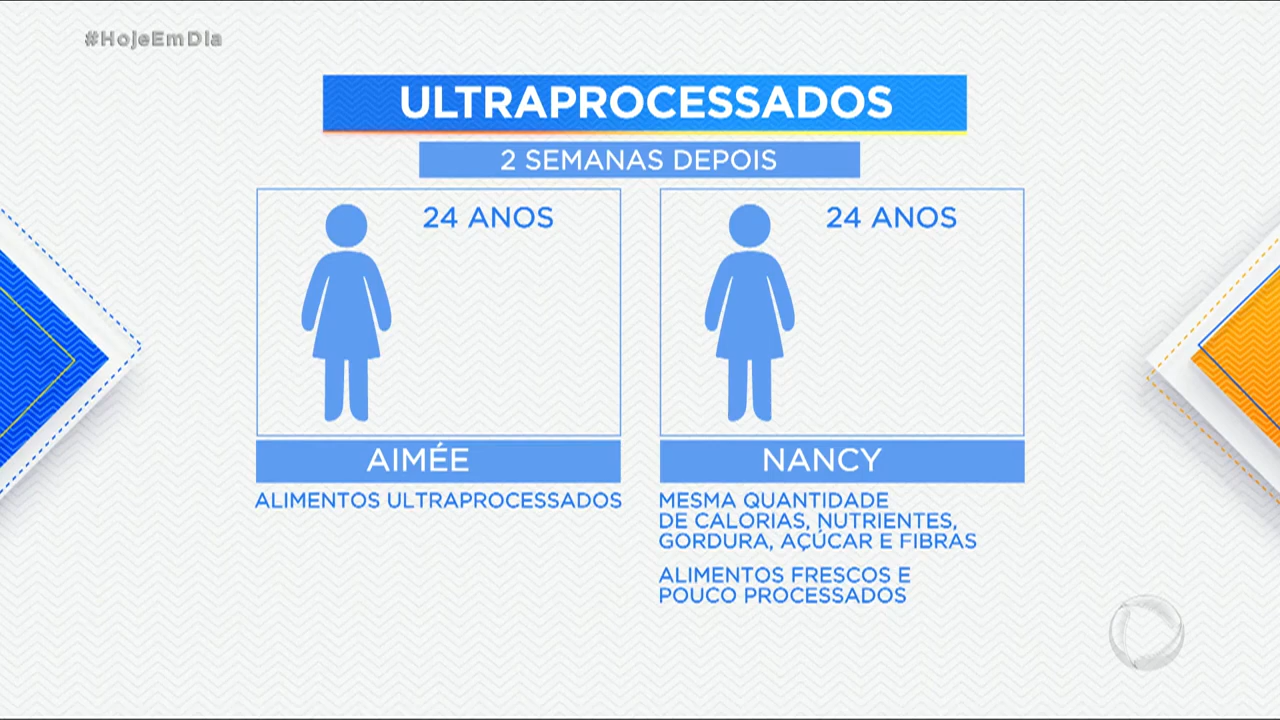 #HojeEmDia
ULTRAPROCESSADOS
2 SEMANAS DEPOIS
24 ANOS
AIMÉE
ALIMENTOS ULTRAPROCESSADOS
24 ANOS
NANCY
MESMA QUANTIDADE
DE CALORIAS, NUTRIENTES,
GORDURA, AÇÚCAR E FIBRAS
ALIMENTOS FRESCOS E
POUCO PROCESSADOS